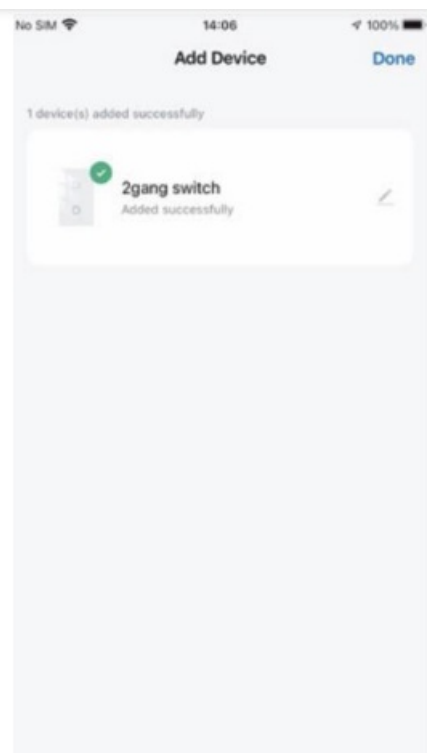 No SIM 14:06 100%
Add Device Done
1 device(s) added successfully
2gang switch
Added successfully